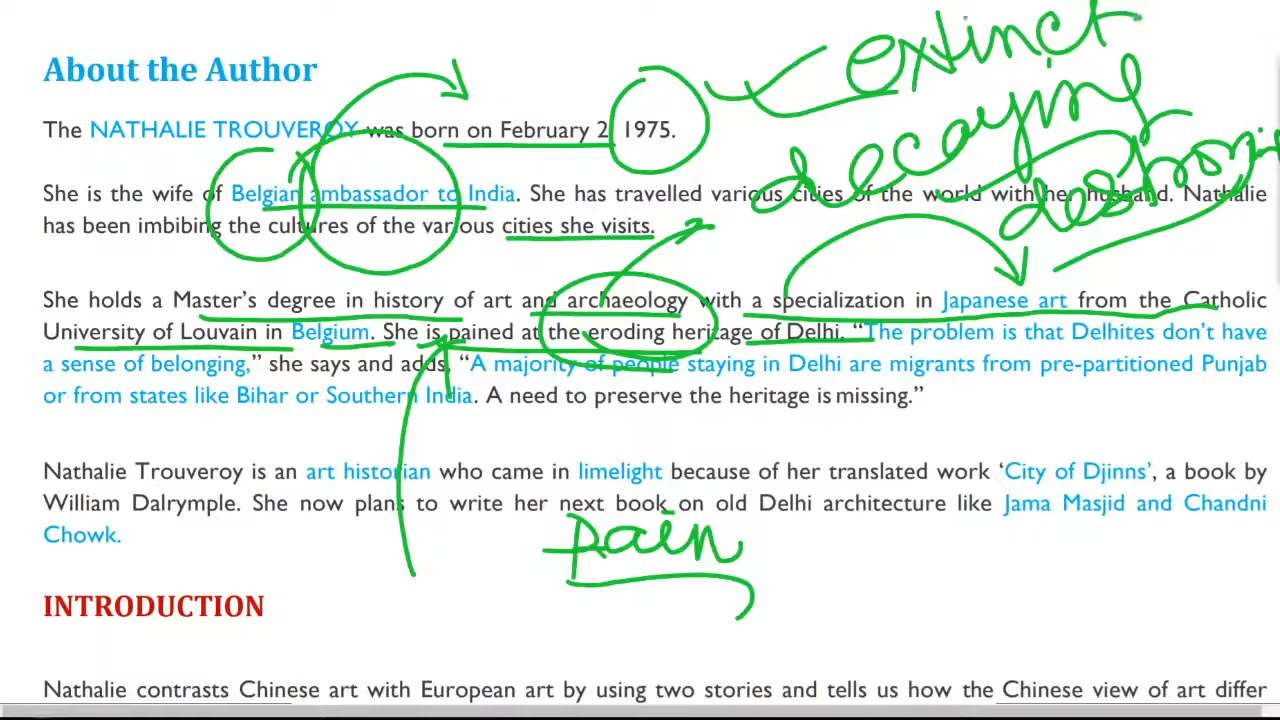 extinct
decaying
About the Author
The NATHALIE TROUVEROY was born on February 2, 1975.
She is the wife of Belgian ambassador to India. She has travelled various cities of the world with her husband. Nathalie
has been imbibing the cultures of the various cities she visits.
She holds a Master's degree in history of art and archaeology with a specialization in Japanese art from the Catholic
University of Louvain in Belgium. She is pained at the eroding heritage of Delhi. “The problem is that Delhites don't have
a sense of belonging,” she says and adds, “A majority of people staying in Delhi are migrants from pre-partitioned Punjab
or from states like Bihar or Southern India. A need to preserve the heritage is missing.”
Nathalie Trouveroy is an art historian who came in limelight because of her translated work ‘City of Djinns’, a book by
William Dalrymple. She now plans to write her next book on old Delhi architecture like Jama Masjid and Chandni
Chowk.
pain
INTRODUCTION
Nathalie contrasts Chinese art with European art by using two stories and tells us how the Chinese view of art differ